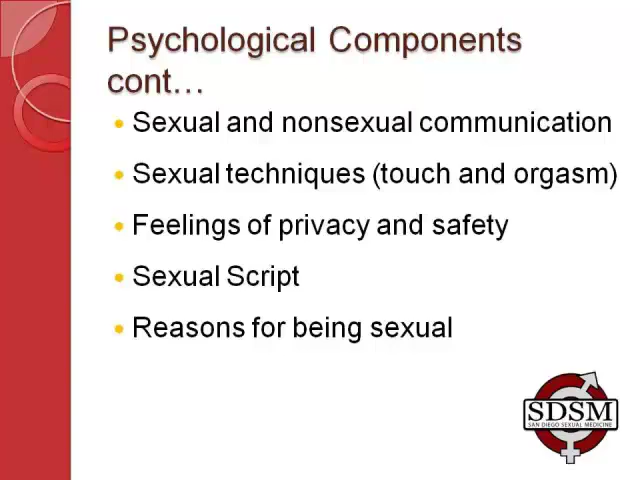 Psychological Components
cont…
• Sexual and nonsexual communication
• Sexual techniques (touch and orgasm)
• Feelings of privacy and safety
• Sexual Script
• Reasons for being sexual
SDSM
SAN DIEGO SEXUAL MEDICINE